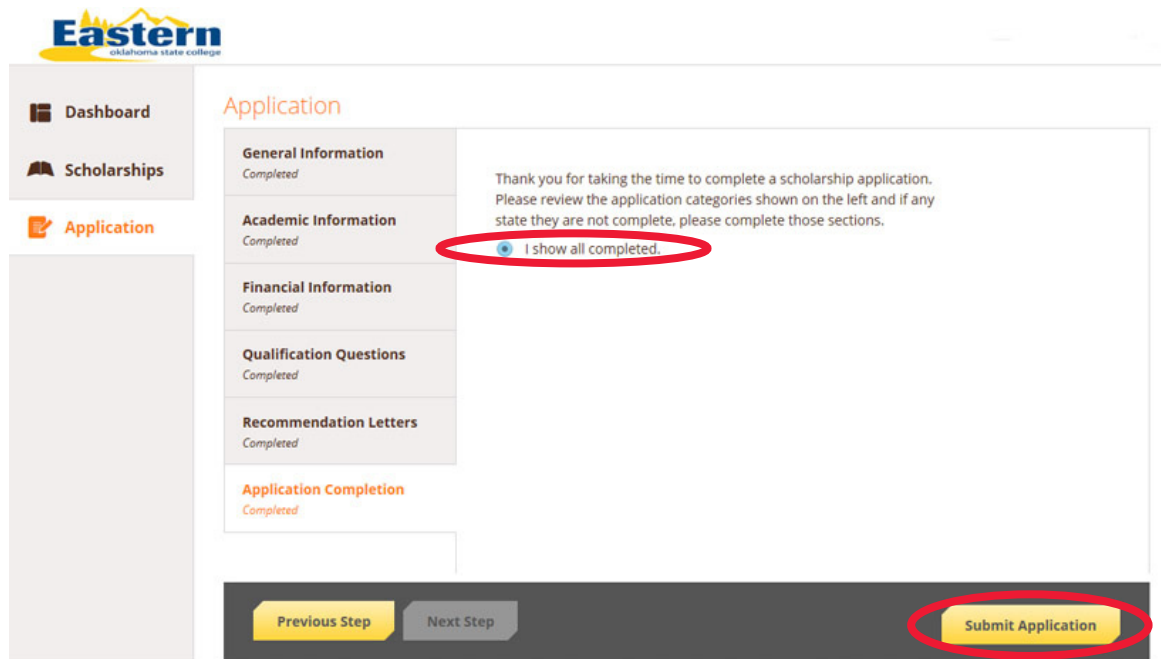 Eastern
oklahoma state college
Dashboard
Scholarships
Application
Application
General Information
Completed
Academic Information
Completed
Financial Information
Completed
Qualification Questions
Completed
Recommendation Letters
Completed
Application Completion
Completed
Thank you for taking the time to complete a scholarship application.
Please review the application categories shown on the left and if any
state they are not complete, please complete those sections.
I show all completed.
Previous Step
Next Step
Submit Application